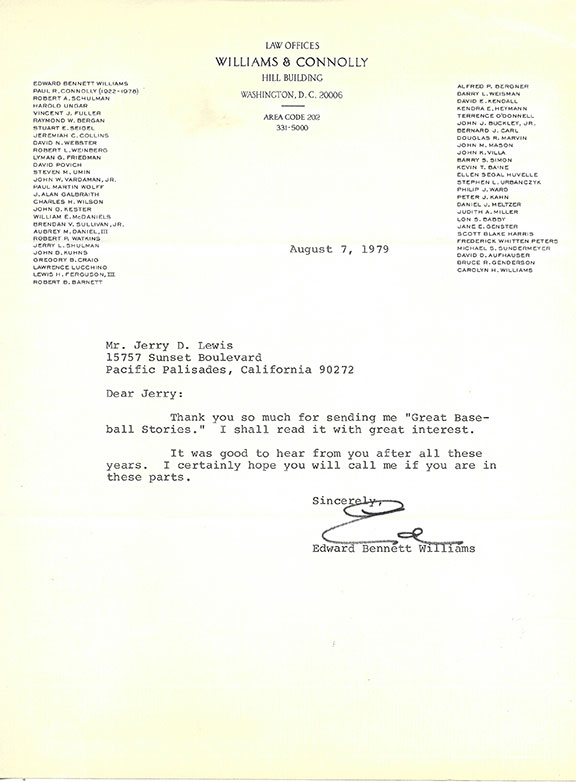 LAW OFFICES
WILLIAMS & CONNOLLY
HILL BUILDING
WASHINGTON, D. C. 20006
AREA CODE 202
331-5000
EDWARD BENNETT WILLIAMS
PAUL R. CONNOLLY (1922-1978)
ROBERT A. SCHULMAN
HAROLD UNGAR
VINCENT J. FULLER
RAYMOND W. BERGAN
STUART E. SEIGEL
JEREMIAH C. COLLINS
DAVID N. WEBSTER
ROBERT L. WEINBERG
LYMAN G. FRIEDMAN
DAVID POVICH
STEVEN M. UMIN
JOHN W. VARDAMAN, JR.
PAUL MARTIN WOLFF
J. ALAN GALBRAITH
CHARLES H. WILSON
JOHN G. KESTER
WILLIAM E. McDANIELS
BRENDAN V. SULLIVAN, JR.
AUBREY M. DANIEL, III
ROBERT P. WATKINS
JERRY L. SHULMAN
JOHN B. KUHNS
GREGORY B. CRAIG
LAWRENCE LUCCHINO
LEWIS H. FERGUSON, III
ROBERT B. BARNETT
ALFRED P. BERGNER
BARRY L. WEISMAN
DAVID E. KENDALL
KENDRA E. HEYMANN
TERRENCE O'DONNELL
JOHN J. BUCKLEY, JR.
BERNARD J. CARL
DOUGLAS R. MARVIN
JOHN M. MASON
JOHN K. VILLA
BARRY S. SIMON
KEVIN T. BAINE
ELLEN SEGAL HUVELLE
STEPHEN L. URBANCZYK
PHILIP J. WARD
PETER J. KAHN
DANIEL J. MELTZER
JUDITH A. MILLER
LON S. BABBY
JANE E. GENSTER
SCOTT BLAKE HARRIS
FREDERICK WHITTEN PETERS
MICHAEL S. SUNDERMEYER
DAVID D. AUFHAUSER
BRUCE R. GENDERSON
CAROLYN H. WILLIAMS
August 7, 1979
Mr. Jerry D. Lewis
15757 Sunset Boulevard
Pacific Palisades, California 90272
Dear Jerry:
Thank you so much for sending me "Great Base-
ball Stories." I shall read it with great interest.
It was good to hear from you after all these
years. I certainly hope you will call me if you are in
these parts.
Sincerely,
Ed
Edward Bennett Williams